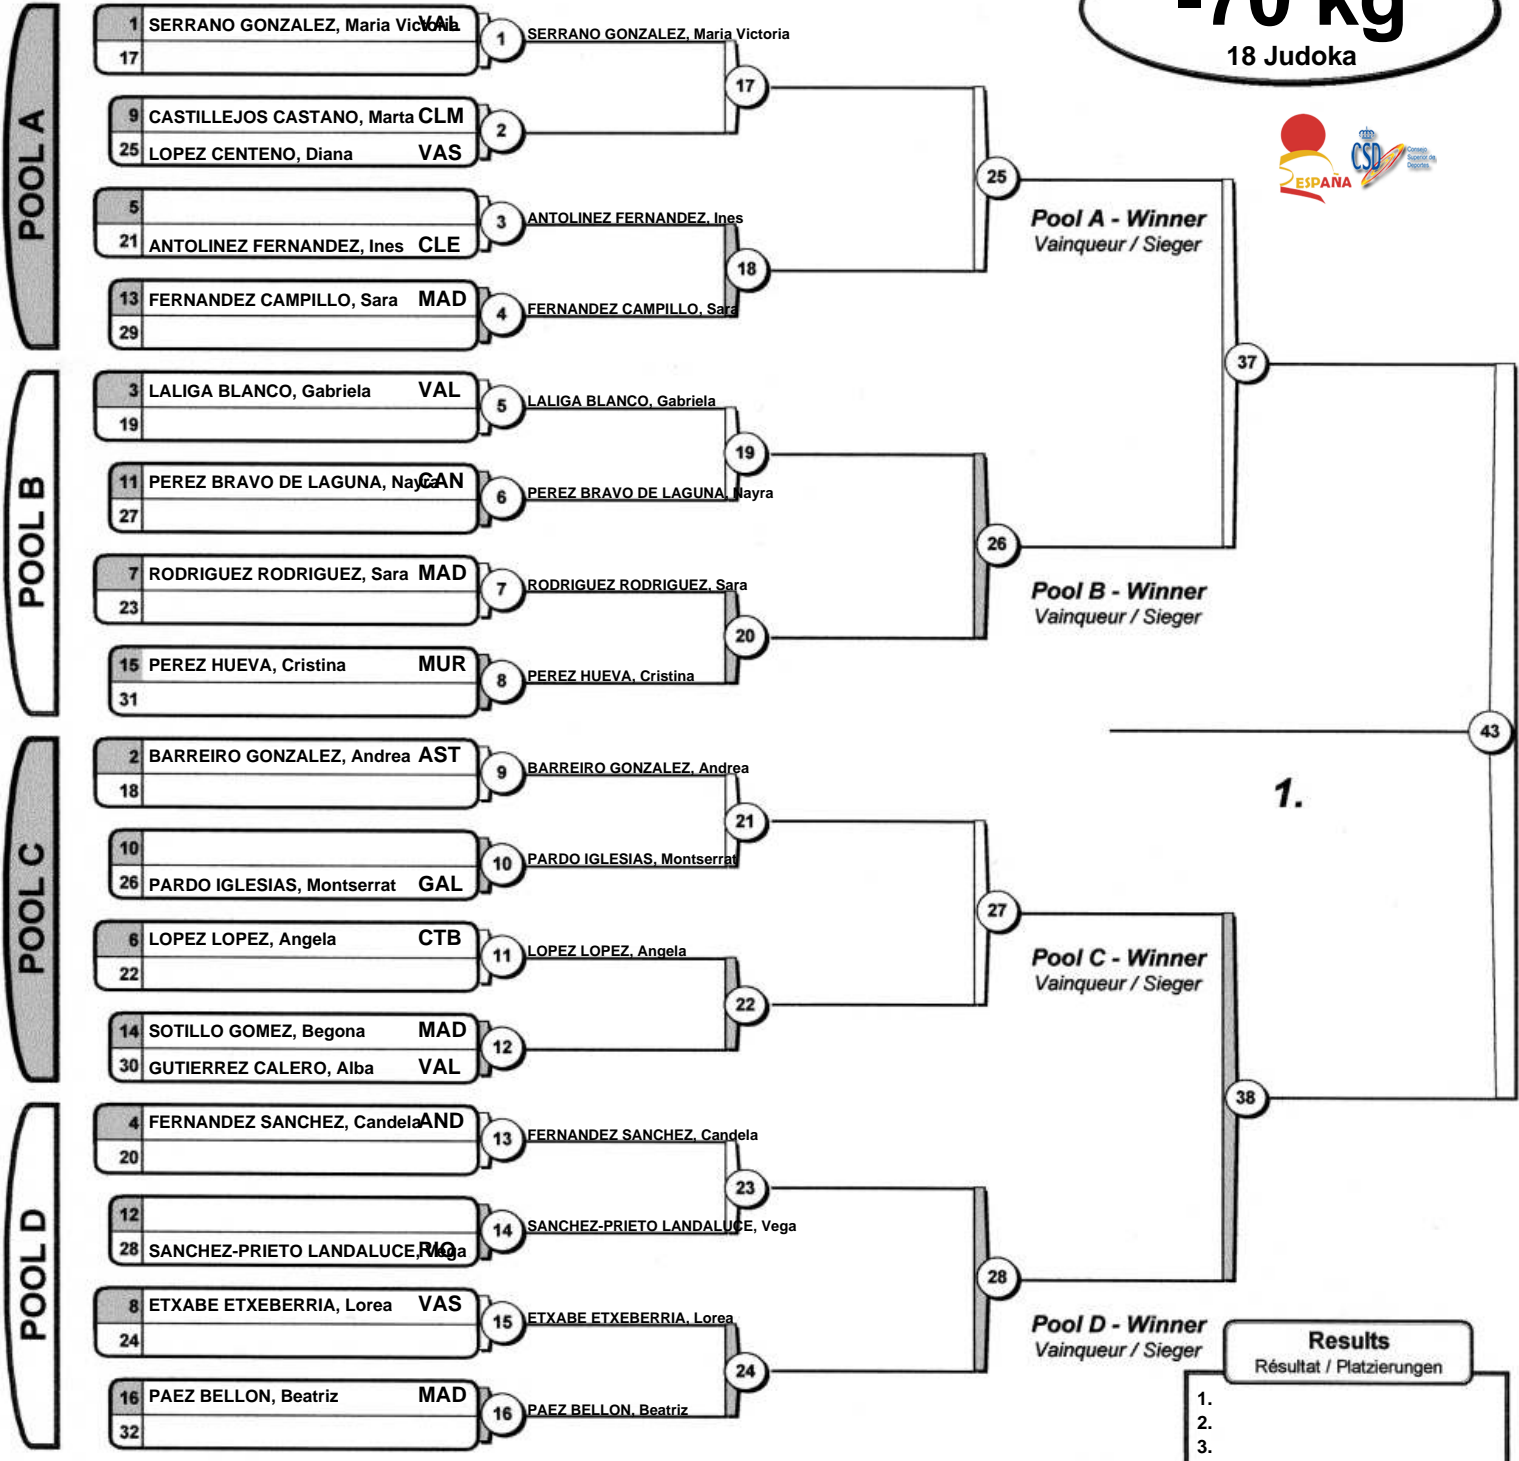 -70 kg
18 Judoka
ESPAÑA
CSD
Consejo
Superior de
Deportes
POOL A
1 SERRANO GONZALEZ, Maria Victoria VAL
17
9 CASTILLEJOS CASTANO, Marta CLM
25 LOPEZ CENTENO, Diana VAS
5
21 ANTOLINEZ FERNANDEZ, Ines CLE
13 FERNANDEZ CAMPILLO, Sara MAD
29
POOL B
3 LALIGA BLANCO, Gabriela VAL
19
11 PEREZ BRAVO DE LAGUNA, Nayra CAN
27
7 RODRIGUEZ RODRIGUEZ, Sara MAD
23
15 PEREZ HUEVA, Cristina MUR
31
POOL C
2 BARREIRO GONZALEZ, Andrea AST
18
10
26 PARDO IGLESIAS, Montserrat GAL
6 LOPEZ LOPEZ, Angela CTB
22
14 SOTILLO GOMEZ, Begona MAD
30 GUTIERREZ CALERO, Alba VAL
POOL D
4 FERNANDEZ SANCHEZ, Candela AND
20
12
28 SANCHEZ-PRIETO LANDALUCE, Vega RIO
8 ETXABE ETXEBERRIA, Lorea VAS
24
16 PAEZ BELLON, Beatriz MAD
32
1 SERRANO GONZALEZ, Maria Victoria
2
3 ANTOLINEZ FERNANDEZ, Ines
4 FERNANDEZ CAMPILLO, Sara
5 LALIGA BLANCO, Gabriela
6 PEREZ BRAVO DE LAGUNA, Nayra
7 RODRIGUEZ RODRIGUEZ, Sara
8 PEREZ HUEVA, Cristina
9 BARREIRO GONZALEZ, Andrea
10 PARDO IGLESIAS, Montserrat
11 LOPEZ LOPEZ, Angela
12
13 FERNANDEZ SANCHEZ, Candela
14 SANCHEZ-PRIETO LANDALUCE, Vega
15 ETXABE ETXEBERRIA, Lorea
16 PAEZ BELLON, Beatriz
17
18
19
20
21
22
23
24
25
Pool A - Winner
Vainqueur / Sieger
26
Pool B - Winner
Vainqueur / Sieger
27
Pool C - Winner
Vainqueur / Sieger
28
Pool D - Winner
Vainqueur / Sieger
37
38
43
1.
Results
Résultat / Platzierungen
1.
2.
3.